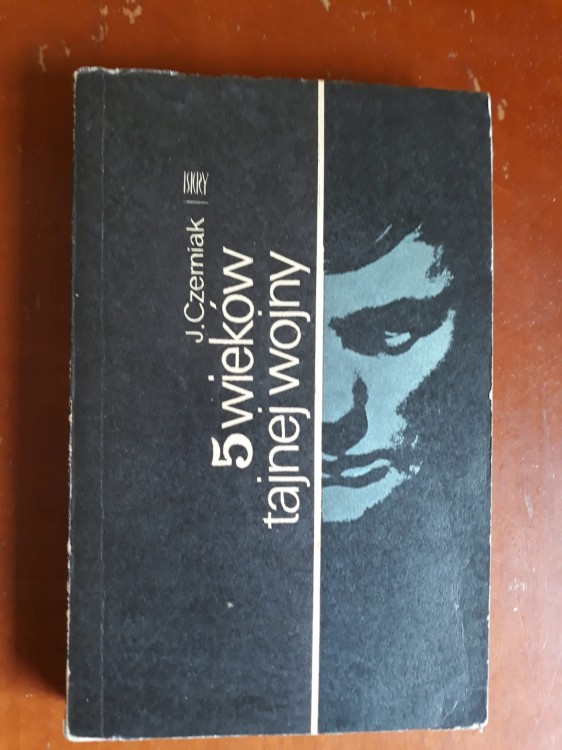 ISKRY
J. Czerniak
5 wieków
tajnej wojny